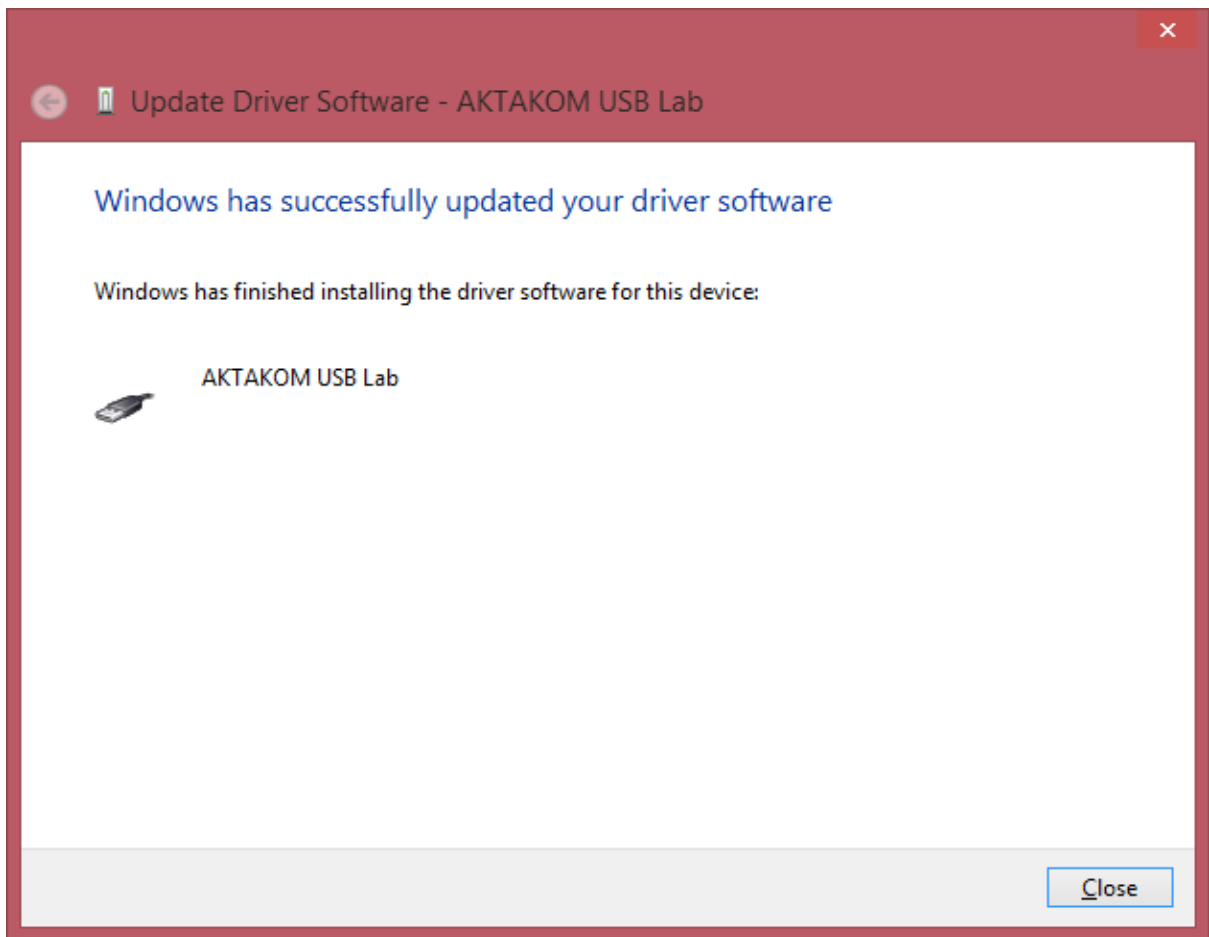 Update Driver Software - AKTAKOM USB Lab
Windows has successfully updated your driver software
Windows has finished installing the driver software for this device:
AKTAKOM USB Lab
Close